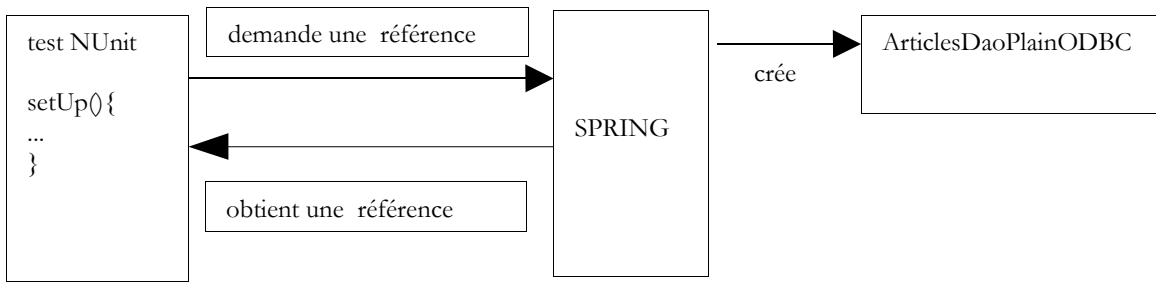 test NUnit
setUp(){
...
}
demande une référence
obtient une référence
SPRING
crée
ArticlesDaoPlainODBC